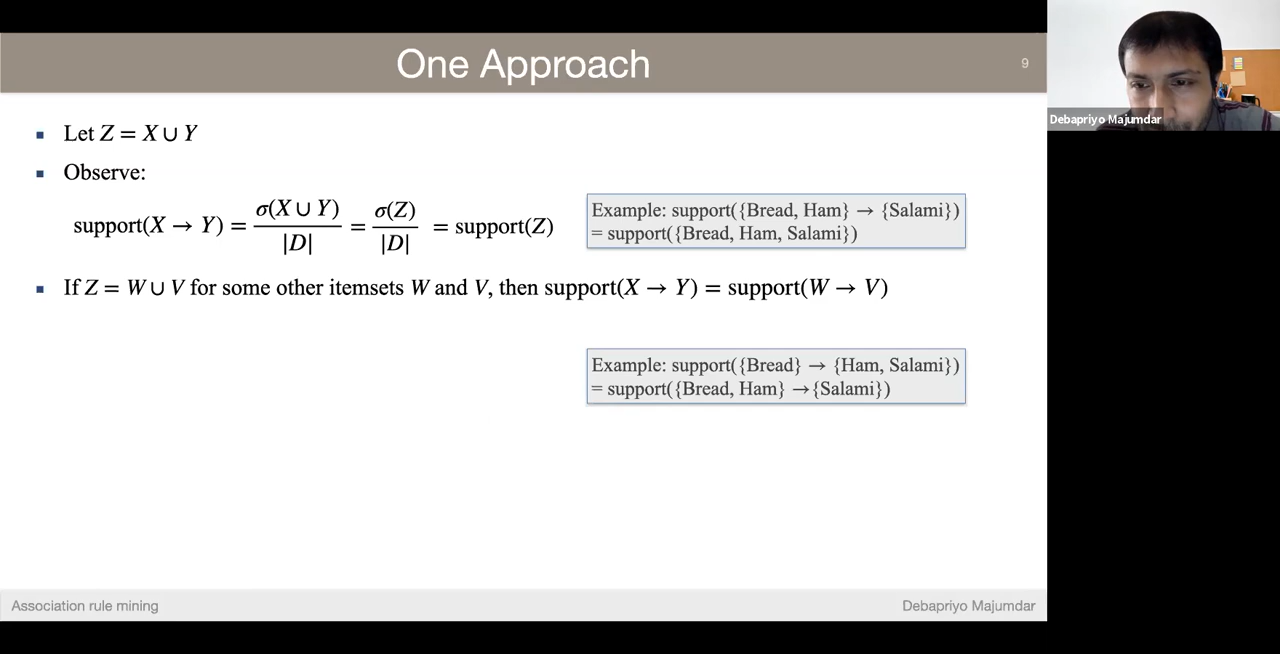 One Approach
9
Debapriyo Majumdar
▪ Let Z = X ∪ Y
▪ Observe:
support(X → Y) = σ(X ∪ Y) / |D| = σ(Z) / |D| = support(Z)
Example: support({Bread, Ham} → {Salami})
= support({Bread, Ham, Salami})
▪ If Z = W ∪ V for some other itemsets W and V, then support(X → Y) = support(W → V)
Example: support({Bread} → {Ham, Salami})
= support({Bread, Ham} →{Salami})
Association rule mining
Debapriyo Majumdar